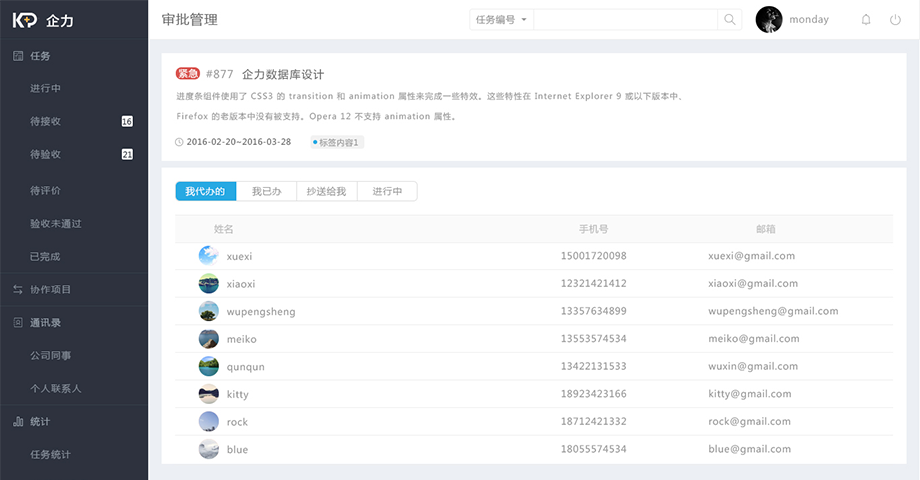 KP 企力
审批管理
任务编号
monday
任务
进行中
待接收 16
待验收 21
待评价
验收未通过
已完成
协作项目
通讯录
公司同事
个人联系人
统计
任务统计
紧急 #877 企力数据库设计
进度条组件使用了 CSS3 的 transition 和 animation 属性来完成一些特效。这些特性在 Internet Explorer 9 或以下版本中、
Firefox 的老版本中没有被支持。Opera 12 不支持 animation 属性。
2016-02-20~2016-03-28 标签内容1
我代办的 我已办 抄送给我 进行中
姓名 手机号 邮箱
xuexi 15001720098 xuexi@gmail.com
xiaoxi 12321421412 xiaoxi@gmail.com
wupengsheng 13357634899 wupengsheng@gmail.com
meiko 13553574534 meiko@gmail.com
qunqun 13422131533 wuxin@gmail.com
kitty 18923423166 kitty@gmail.com
rock 18712421332 rock@gmail.com
blue 18055574534 blue@gmail.com